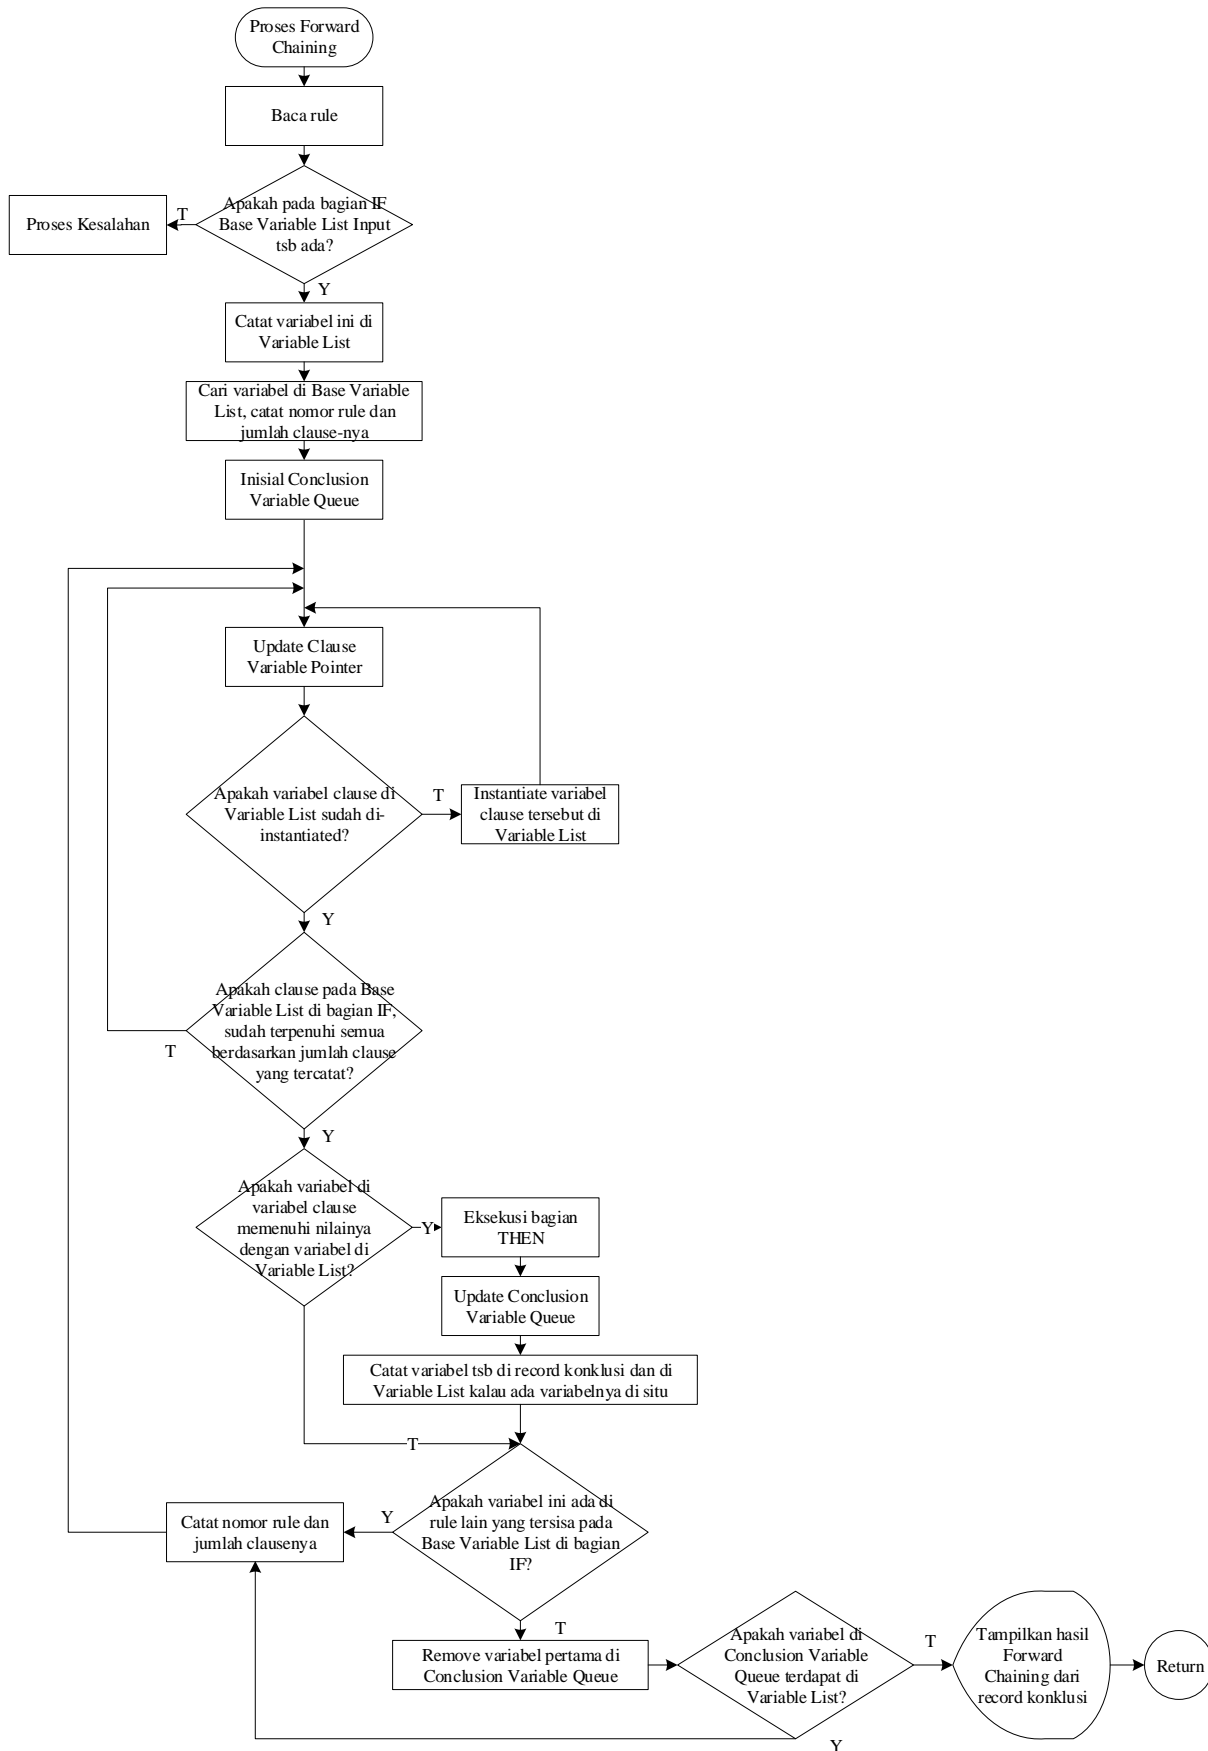 Proses Forward
Chaining
Baca rule
Apakah pada bagian IF
Base Variable List Input
tsb ada?
T
Proses Kesalahan
Y
Catat variabel ini di
Variable List
Cari variabel di Base Variable
List, catat nomor rule dan
jumlah clause-nya
Inisial Conclusion
Variable Queue
Update Clause
Variable Pointer
Apakah variabel clause di
Variable List sudah di-
instantiated?
T
Instantiate variabel
clause tersebut di
Variable List
Y
Apakah clause pada Base
Variable List di bagian IF,
sudah terpenuhi semua
berdasarkan jumlah clause
yang tercatat?
T
Y
Apakah variabel di
variabel clause
memenuhi nilainya
dengan variabel di
Variable List?
Y
Eksekusi bagian
THEN
Update Conclusion
Variable Queue
Catat variabel tsb di record konklusi dan di
Variable List kalau ada variabelnya di situ
T
Apakah variabel ini ada di
rule lain yang tersisa pada
Base Variable List di bagian
IF?
Y
Catat nomor rule dan
jumlah clausenya
T
Remove variabel pertama di
Conclusion Variable Queue
Apakah variabel di
Conclusion Variable
Queue terdapat di
Variable List?
T
Tampilkan hasil
Forward
Chaining dari
record konklusi
Return
Y